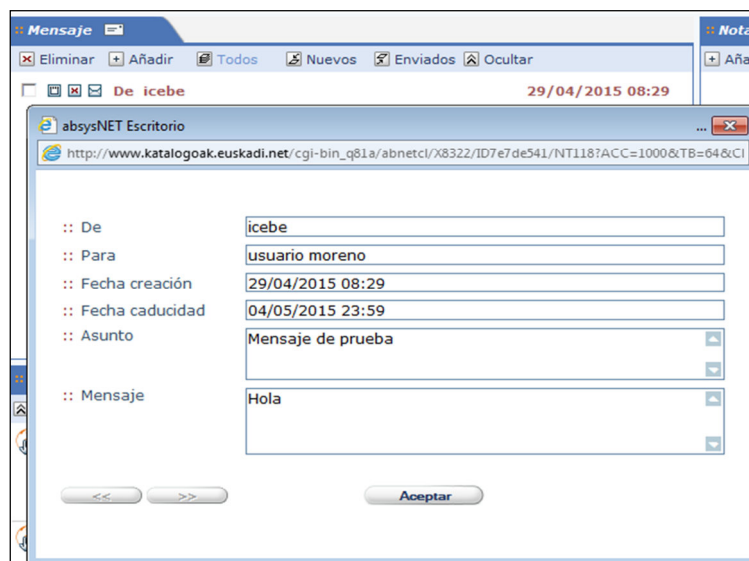 :: Mensaje
:: Nota
Eliminar Añadir Todos Nuevos Enviados Ocultar
Aña
De icebe 29/04/2015 08:29
absysNET Escritorio ...
http://www.katalogoak.euskadi.net/cgi-bin_q81a/abnetcl/X8322/ID7e7de541/NT118?ACC=1000&TB=64&CI
:: De icebe
:: Para usuario moreno
:: Fecha creación 29/04/2015 08:29
:: Fecha caducidad 04/05/2015 23:59
:: Asunto Mensaje de prueba
:: Mensaje Hola
<< >> Aceptar